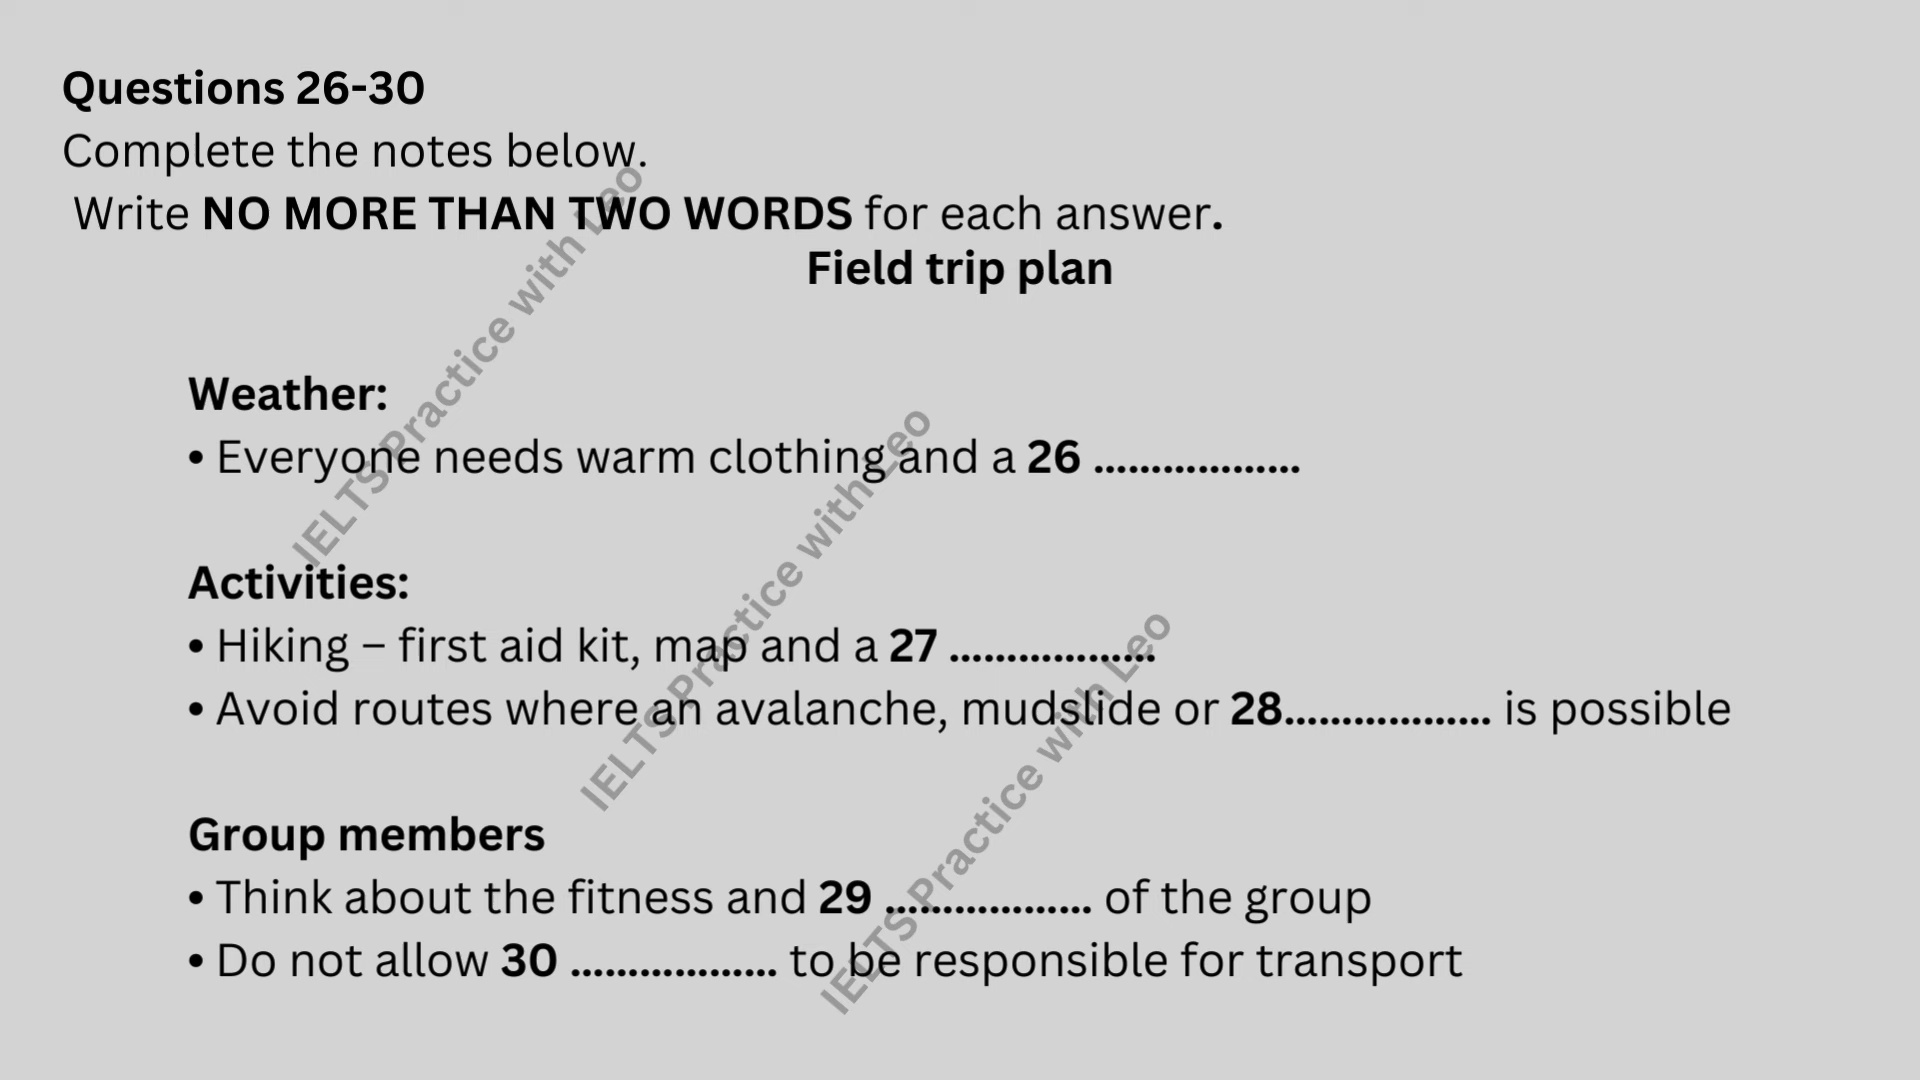 Questions 26-30
Complete the notes below.
Write NO MORE THAN TWO WORDS for each answer.
Field trip plan
Weather:
• Everyone needs warm clothing and a 26 ………………
Activities:
• Hiking – first aid kit, map and a 27 ………………
• Avoid routes where an avalanche, mudslide or 28……………… is possible
Group members
• Think about the fitness and 29 ……………… of the group
• Do not allow 30 ……………… to be responsible for transport
IELTS Practice with Leo
IELTS Practice with Leo
IELTS Practice with Leo